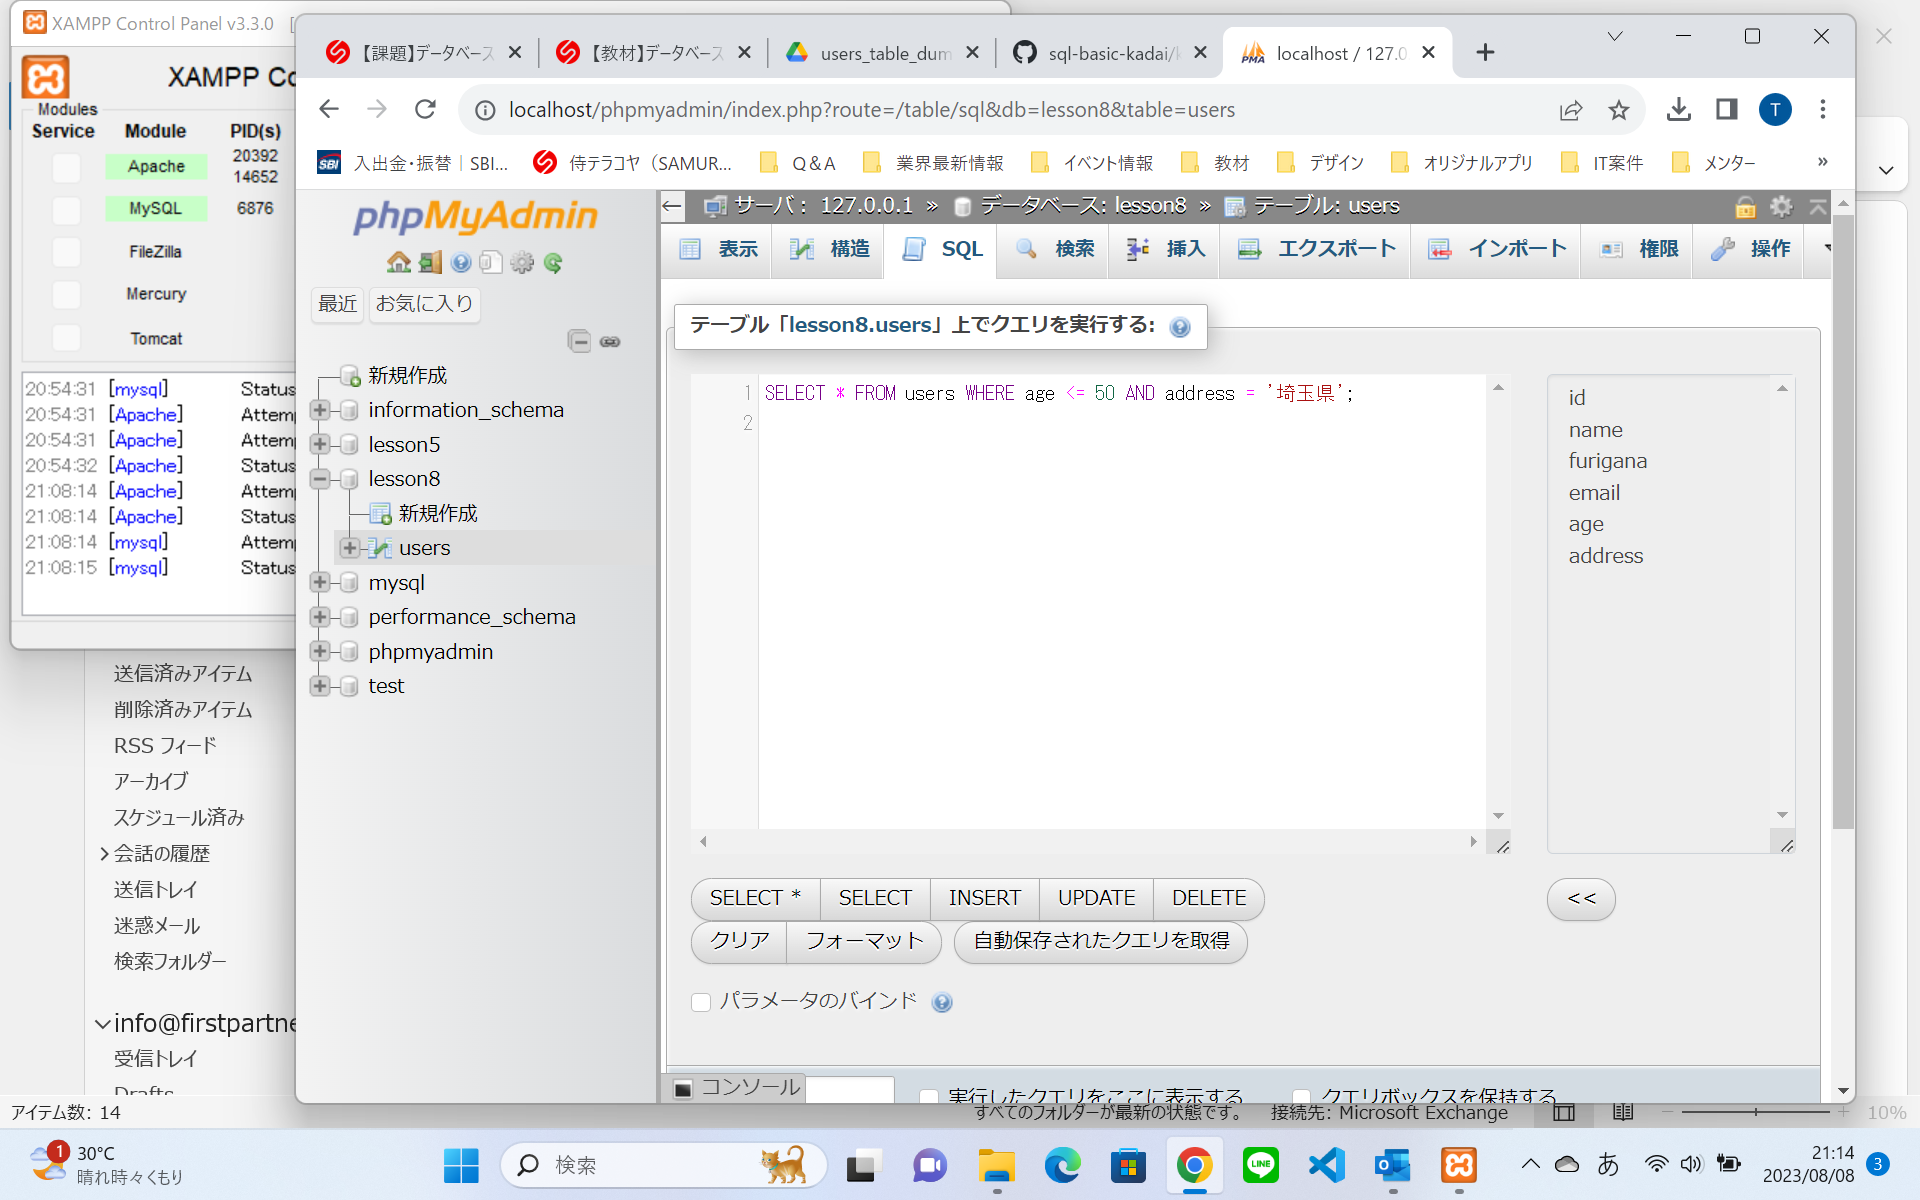 XAMPP Control Panel v3.3.0
XAMPP Co
Modules
Service Module PID(s)
Apache 20392 14652
MySQL 6876
FileZilla
Mercury
Tomcat
20:54:31 [mysql] Status
20:54:31 [Apache] Attem
20:54:31 [Apache] Attem
20:54:32 [Apache] Status
21:08:14 [Apache] Attem
21:08:14 [Apache] Status
21:08:14 [mysql] Attem
21:08:15 [mysql] Status
送信済みアイテム
削除済みアイテム
RSS フィード
アーカイブ
スケジュール済み
会話の履歴
送信トレイ
迷惑メール
検索フォルダー
info@firstpartne
受信トレイ
Drafts
アイテム数: 14
【課題】データベース
【教材】データベース
users_table_dum
sql-basic-kadai/k
localhost / 127.0
localhost/phpmyadmin/index.php?route=/table/sql&db=lesson8&table=users
T
SBI 入出金・振替｜SBI...
侍テラコヤ（SAMUR...
Q＆A
業界最新情報
イベント情報
教材
デザイン
オリジナルアプリ
IT案件
メンター
»
phpMyAdmin
最近 お気に入り
新規作成
information_schema
lesson5
lesson8
新規作成
users
mysql
performance_schema
phpmyadmin
test
サーバ： 127.0.0.1 » データベース: lesson8 » テーブル: users
表示 構造 SQL 検索 挿入 エクスポート インポート 権限 操作
テーブル「lesson8.users」上でクエリを実行する:
1 SELECT * FROM users WHERE age <= 50 AND address = '埼玉県';
2
id
name
furigana
email
age
address
SELECT * SELECT INSERT UPDATE DELETE
<<
クリア フォーマット 自動保存されたクエリを取得
パラメータのバインド
コンソール
実行したクエリをここに表示する クエリボックスを保持する
すべてのフォルダーが最新の状態です。 接続先: Microsoft Exchange
10%
1 30°C
晴れ時々くもり
検索
LINE
あ
21:14
2023/08/08
3